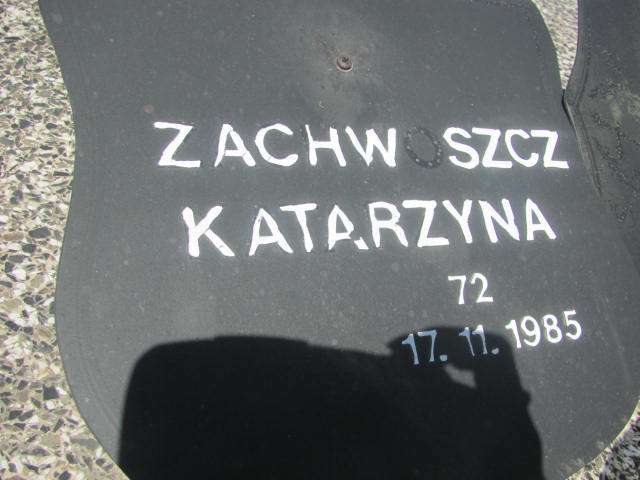 ZACHWOSZCZ
KATARZYNA
72
17.11.1985